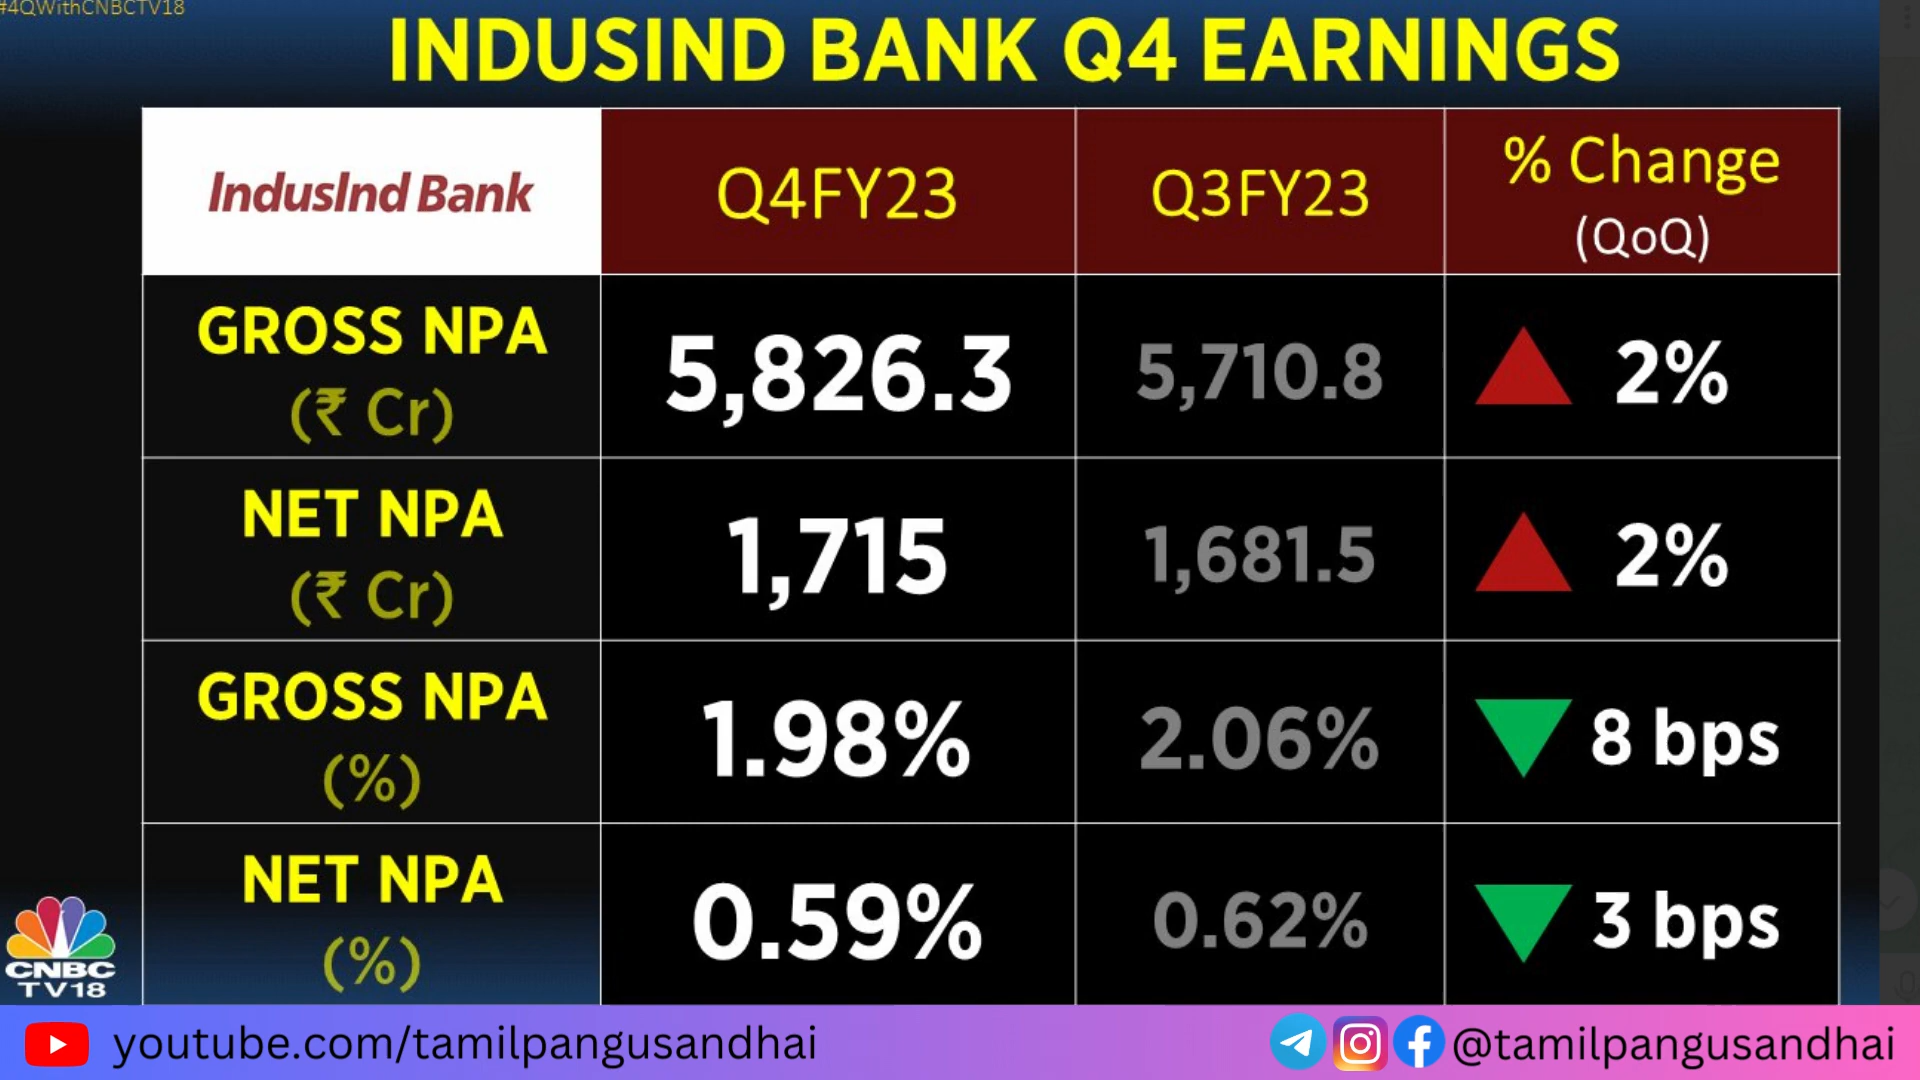 #4QWithCNBCTV18
INDUSIND BANK Q4 EARNINGS
IndusInd Bank
Q4FY23
Q3FY23
% Change
(QoQ)
GROSS NPA
(₹ Cr)
5,826.3
5,710.8
2%
NET NPA
(₹ Cr)
1,715
1,681.5
2%
GROSS NPA
(%)
1.98%
2.06%
8 bps
NET NPA
(%)
0.59%
0.62%
3 bps
CNBC
TV18
youtube.com/tamilpangusandhai
@tamilpangusandhai